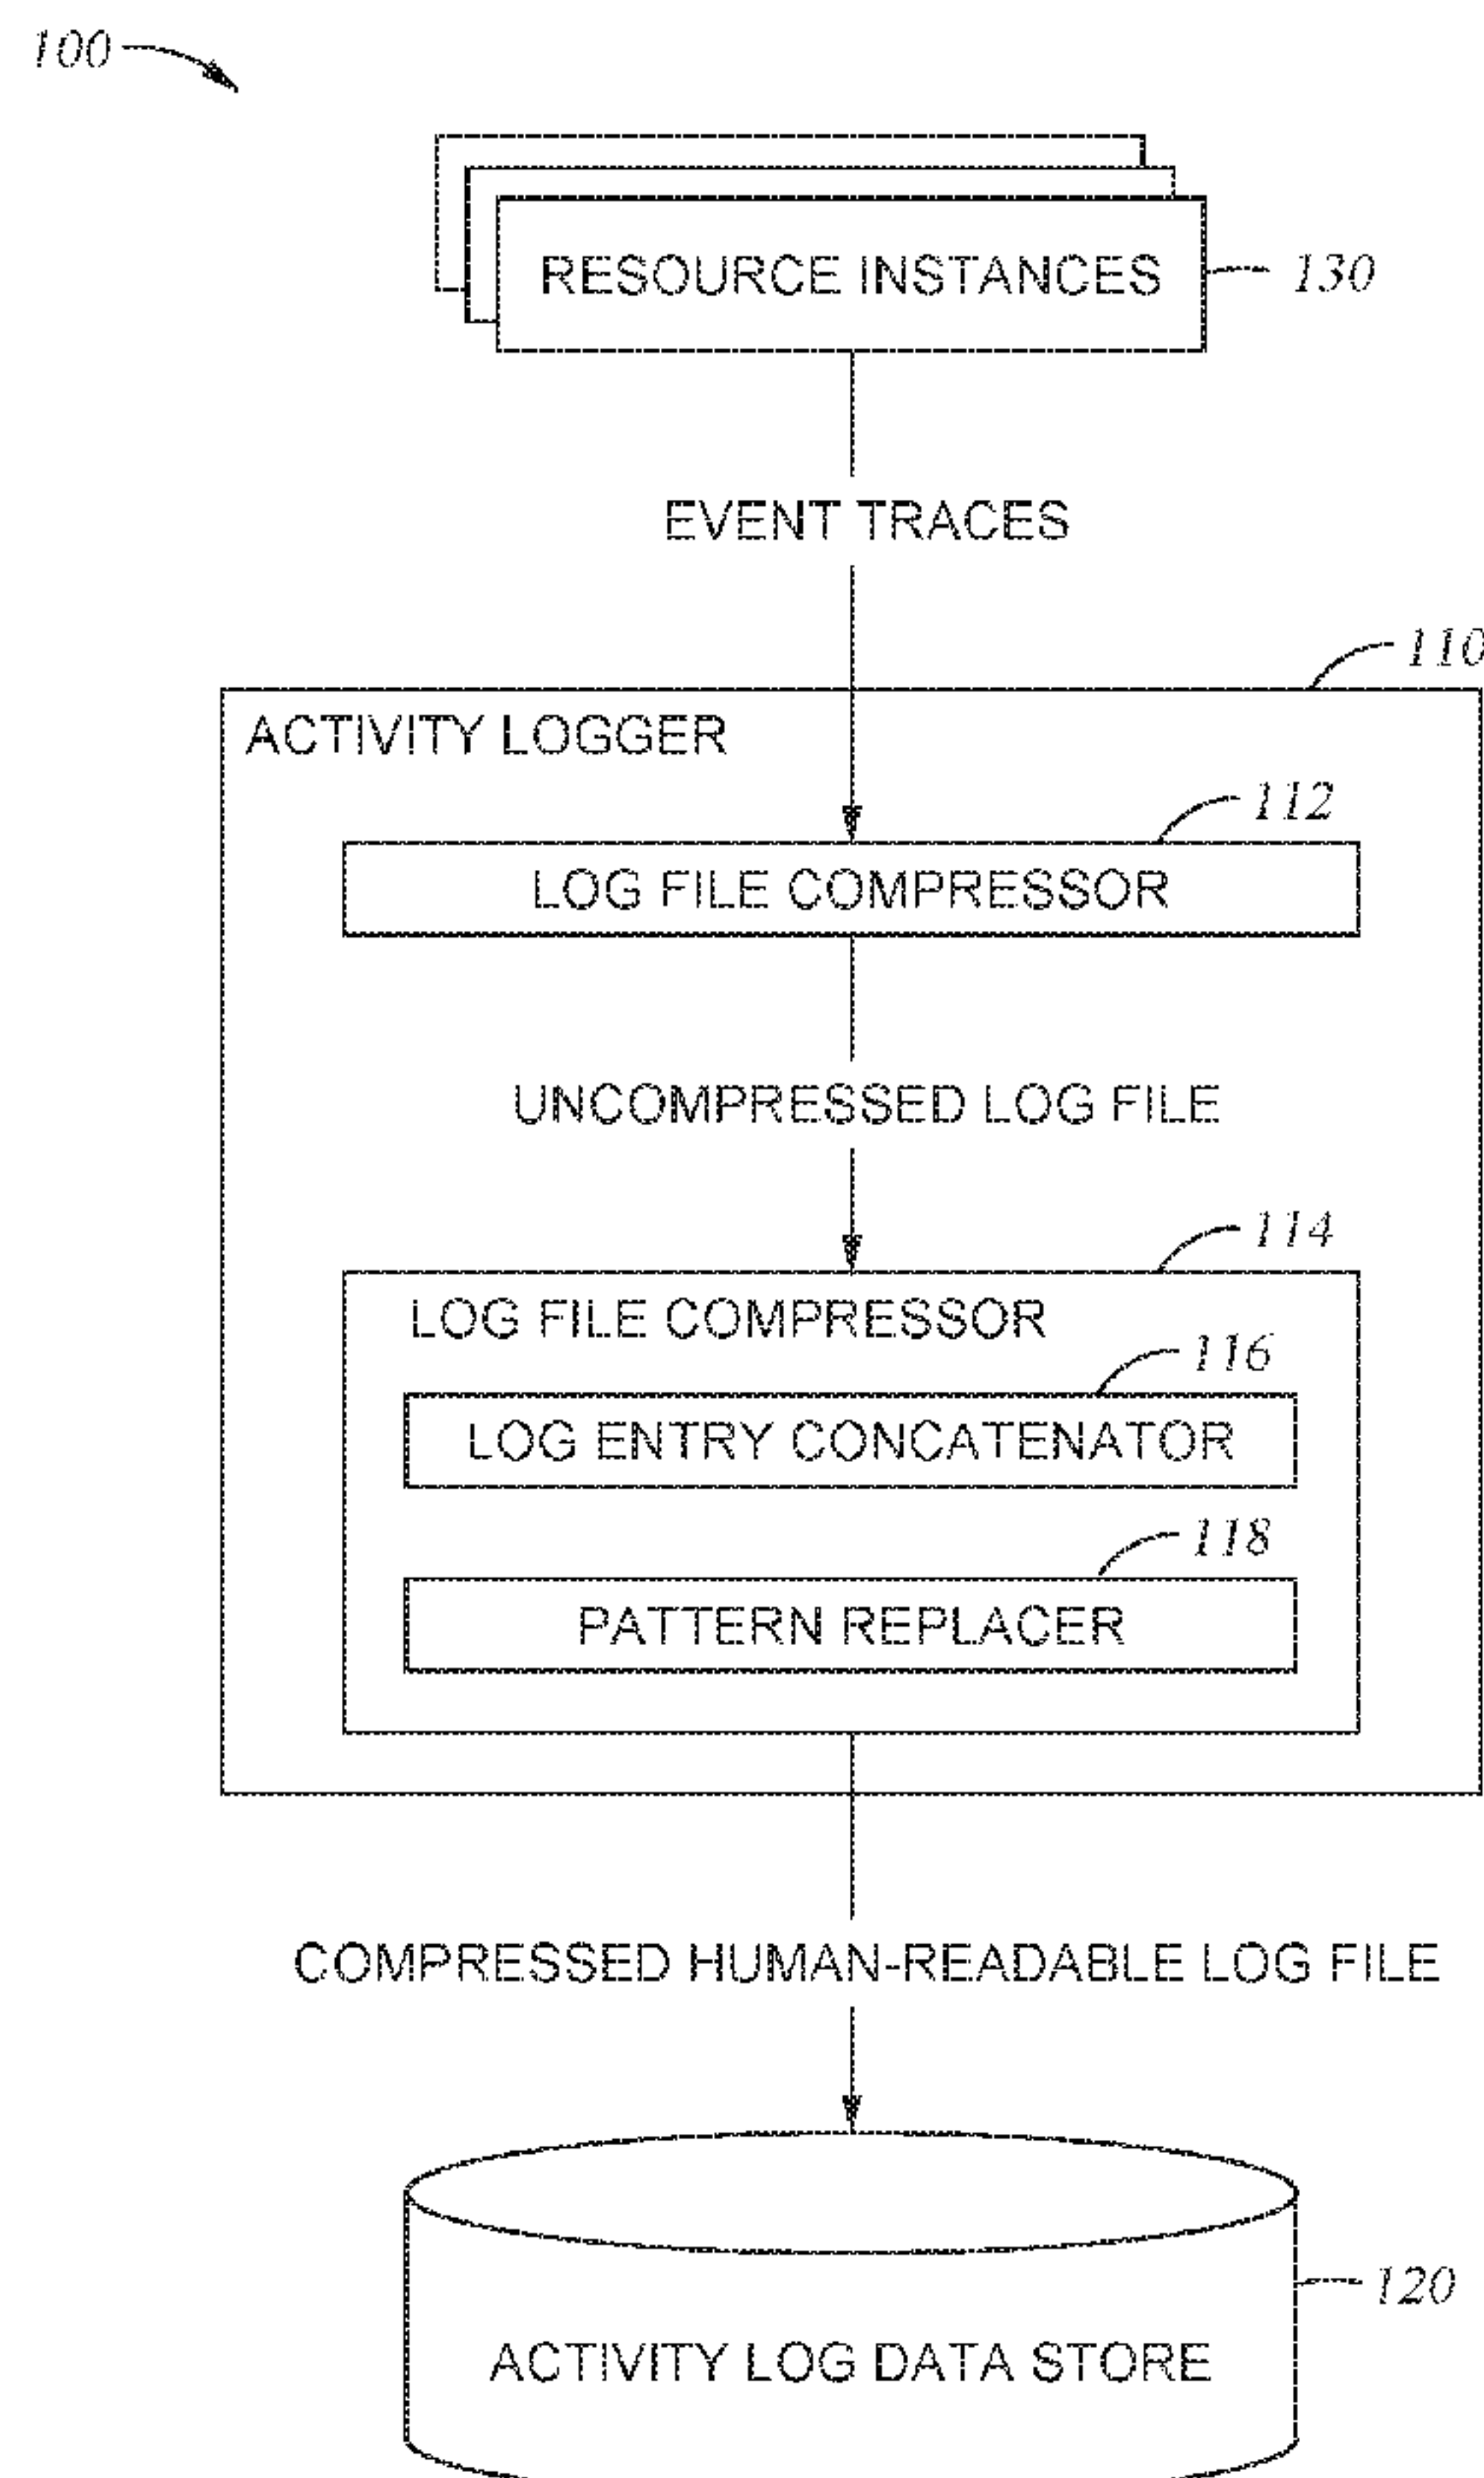 100
RESOURCE INSTANCES 130
EVENT TRACES
110
ACTIVITY LOGGER
112
LOG FILE COMPRESSOR
UNCOMPRESSED LOG FILE
114
LOG FILE COMPRESSOR
116
LOG ENTRY CONCATENATOR
118
PATTERN REPLACER
COMPRESSED HUMAN-READABLE LOG FILE
120
ACTIVITY LOG DATA STORE